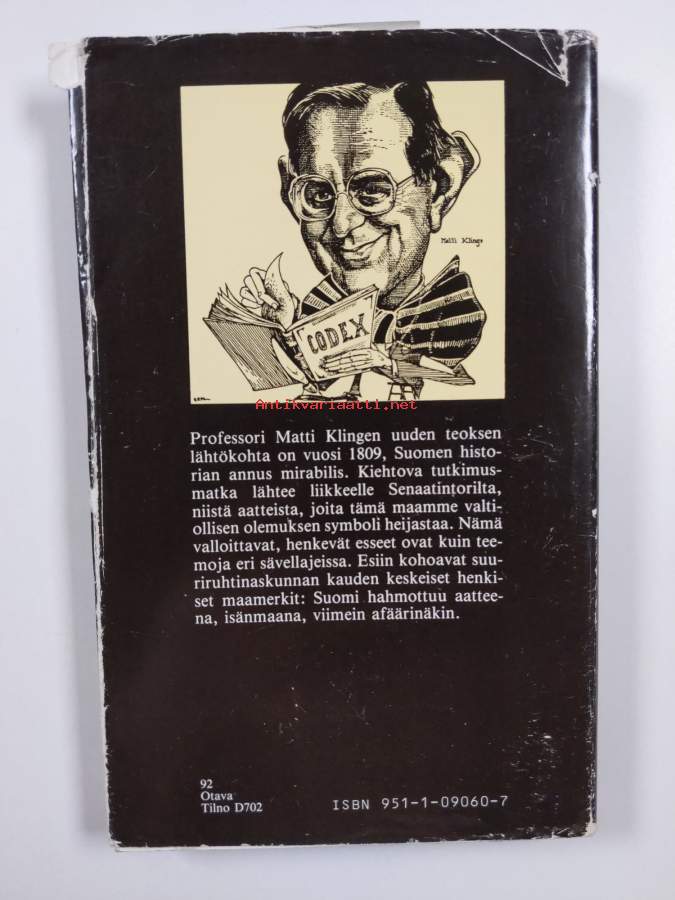 Matti Klinge
CODEX
Antikvariaatti.net
Professori Matti Klingen uuden teoksen
lähtökohta on vuosi 1809, Suomen histo-
rian annus mirabilis. Kiehtova tutkimus-
matka lähtee liikkeelle Senaatintorilta,
niistä aatteista, joita tämä maamme valti-
ollisen olemuksen symboli heijastaa. Nämä
valloittavat, henkevät esseet ovat kuin tee-
moja eri sävellajeissa. Esiin kohoavat suu-
riruhtinaskunnan kauden keskeiset henki-
set maamerkit: Suomi hahmottuu aattee-
na, isänmaana, viimein afäärinäkin.
92
Otava
Tilno D702
ISBN 951-1-09060-7